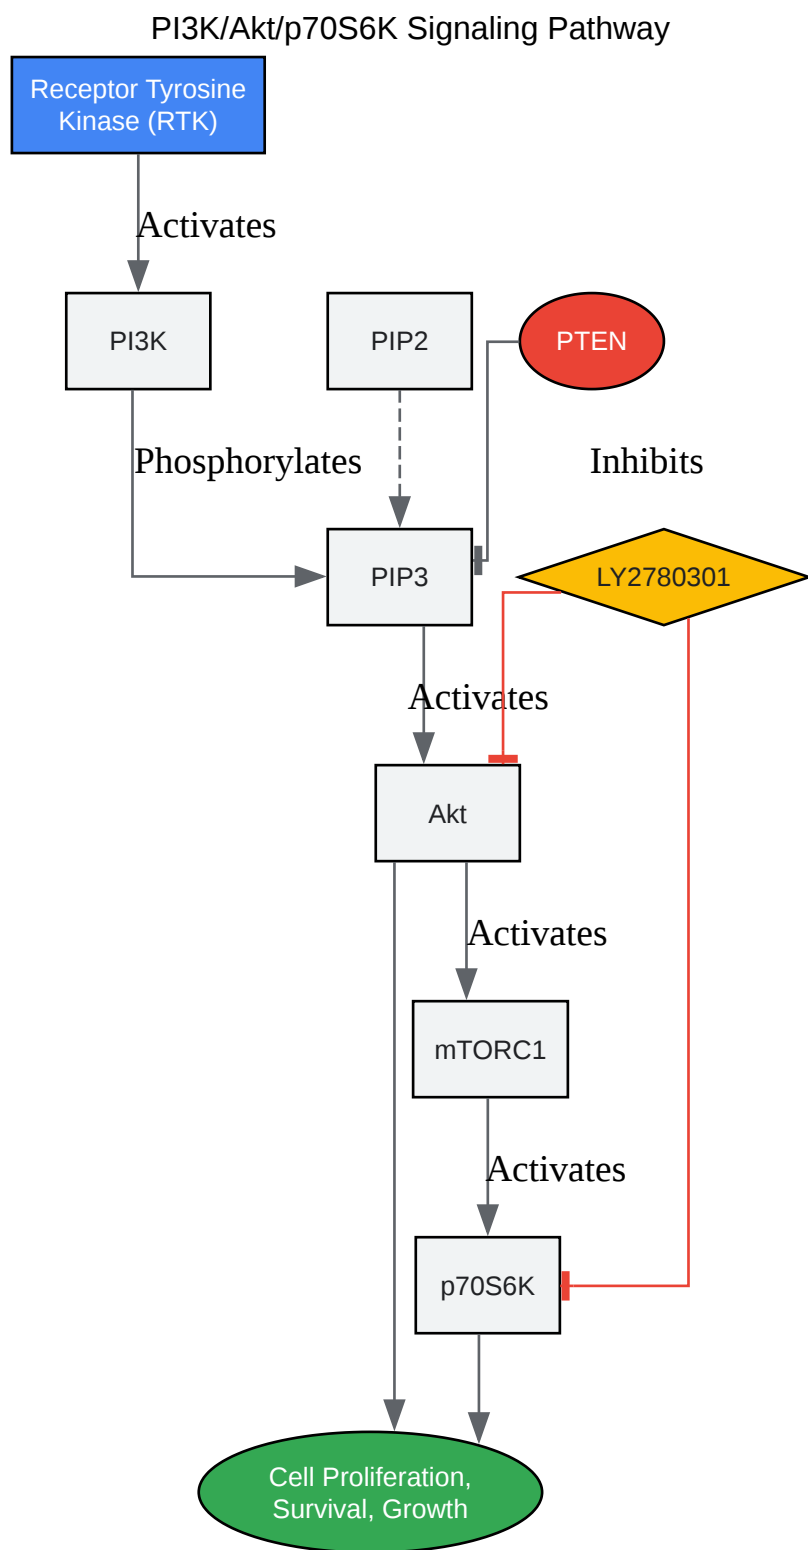 PI3K/Akt/p70S6K Signaling Pathway
Receptor Tyrosine
Kinase (RTK)
Activates
PI3K
PIP2
PTEN
Phosphorylates
Inhibits
PIP3
LY2780301
Activates
Akt
Activates
mTORC1
Activates
p70S6K
Cell Proliferation,
Survival, Growth